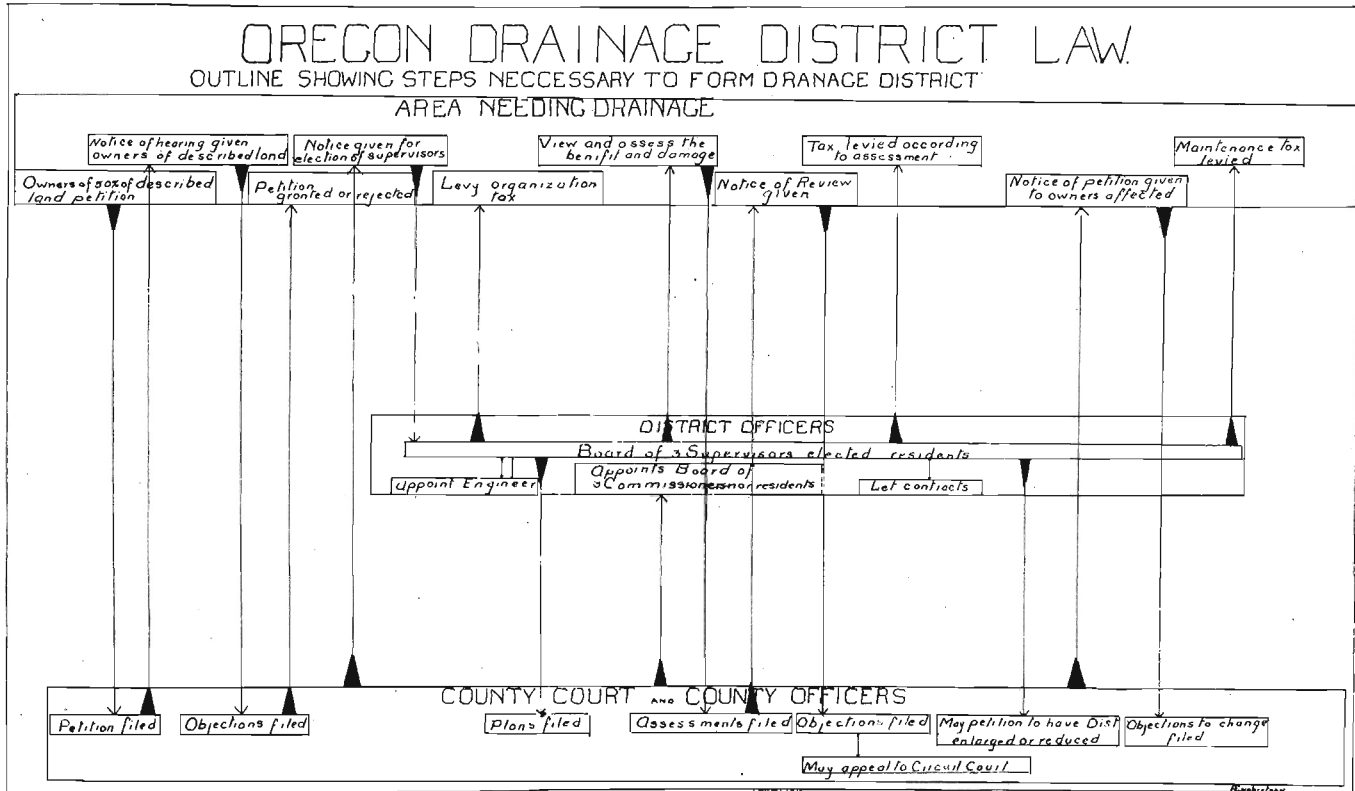 OREGON DRAINAGE DISTRICT LAW.
OUTLINE SHOWING STEPS NECCESSARY TO FORM DRANAGE DISTRICT
AREA NEEDING DRAINAGE
Notice of hearing given
owners of described land
Notice given for
election of supervisors
View and assess the
benifit and damage
Tax levied according
to assessment
Maintenance Tax
levied
Owners of 50% of described
land petition
Petition
granted or rejected
Levy organization
tax
Notice of Review
given
Notice of petition given
to owners affected
DISTRICT OFFICERS
Board of 3 Supervisors elected residents
appoint Engineer
Appoints Board of
3 Commissioners nonresidents
Let contracts
COUNTY COURT AND COUNTY OFFICERS
Petition filed
Objections filed
Plans filed
Assessments filed
Objections filed
May petition to have Dist
enlarged or reduced
Objections to change
filed
May appeal to Circuit Court